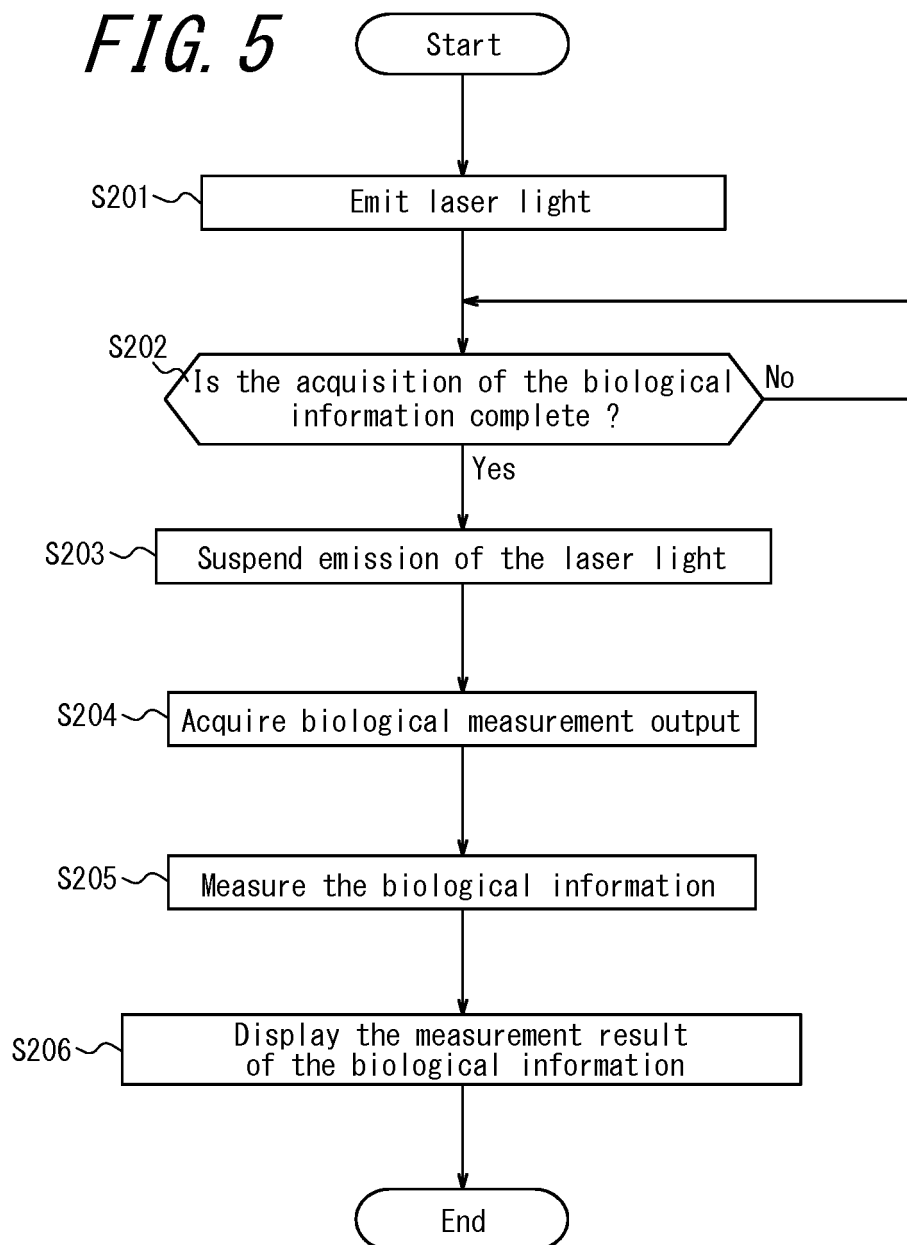 FIG. 5
Start
S201
Emit laser light
S202
Is the acquisition of the biological
information complete ?
No
Yes
S203
Suspend emission of the laser light
S204
Acquire biological measurement output
S205
Measure the biological information
S206
Display the measurement result
of the biological information
End